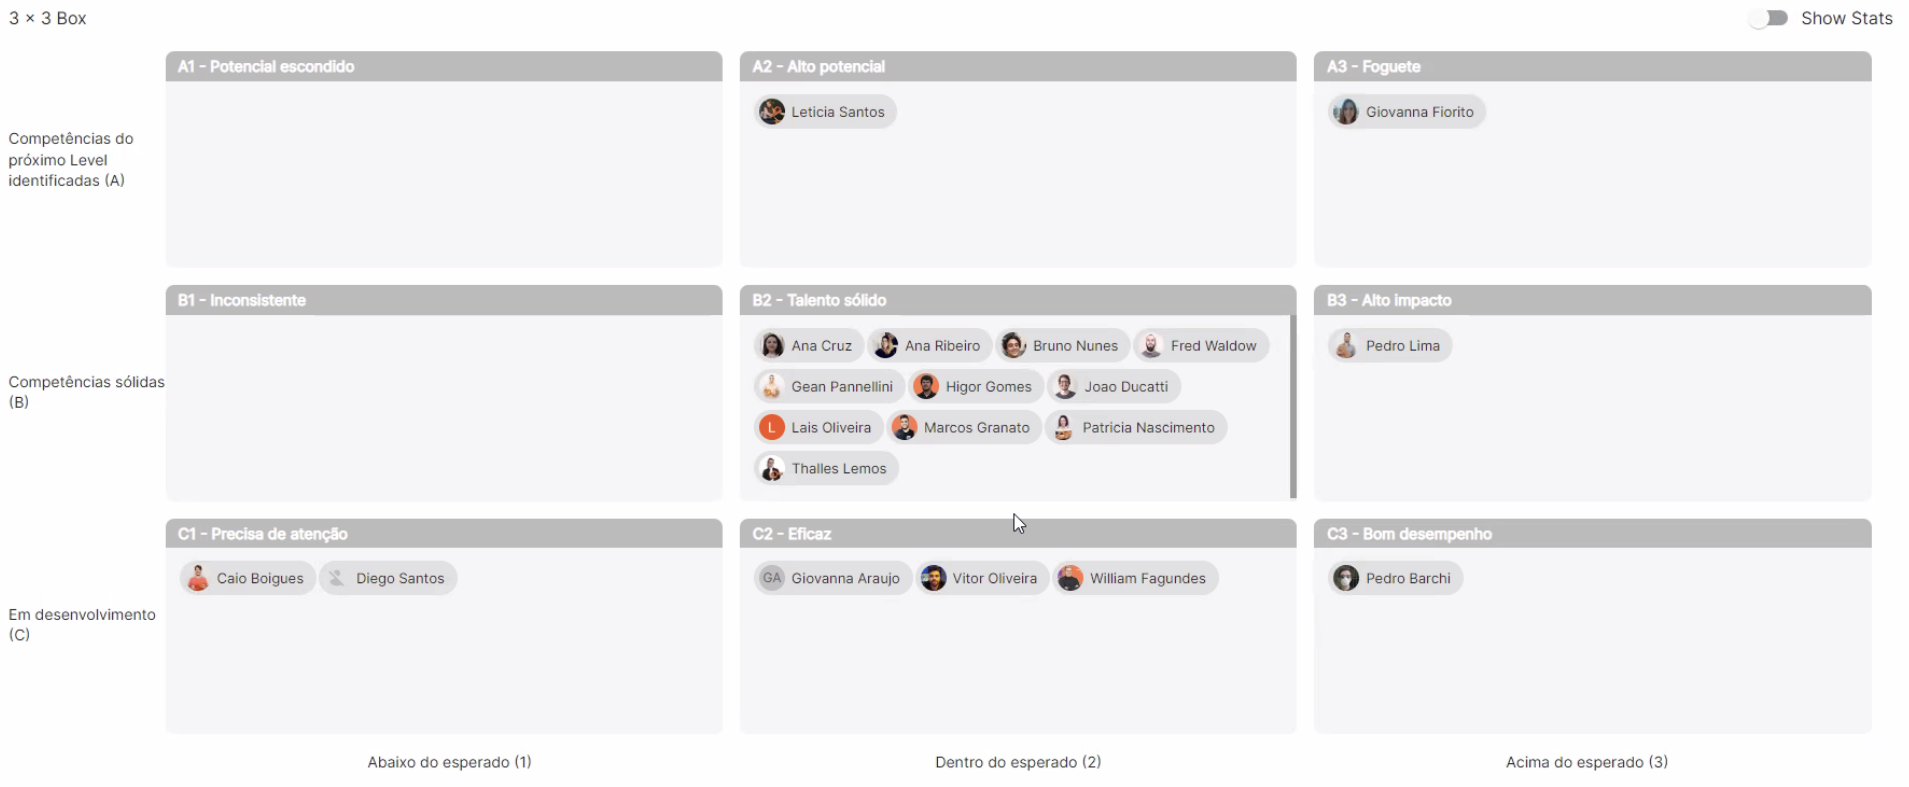 3 × 3 Box
Show Stats
A1 - Potencial escondido
A2 - Alto potencial
A3 - Foguete
Competências do
próximo Level
identificadas (A)
Leticia Santos
Giovanna Fiorito
B1 - Inconsistente
B2 - Talento sólido
B3 - Alto impacto
Competências sólidas
(B)
Ana Cruz Ana Ribeiro Bruno Nunes Fred Waldow
Gean Pannellini Higor Gomes Joao Ducatti
L Lais Oliveira Marcos Granato Patricia Nascimento
Thalles Lemos
Pedro Lima
C1 - Precisa de atenção
C2 - Eficaz
C3 - Bom desempenho
Em desenvolvimento
(C)
Caio Boigues Diego Santos
GA Giovanna Araujo Vitor Oliveira William Fagundes
Pedro Barchi
Abaixo do esperado (1)
Dentro do esperado (2)
Acima do esperado (3)